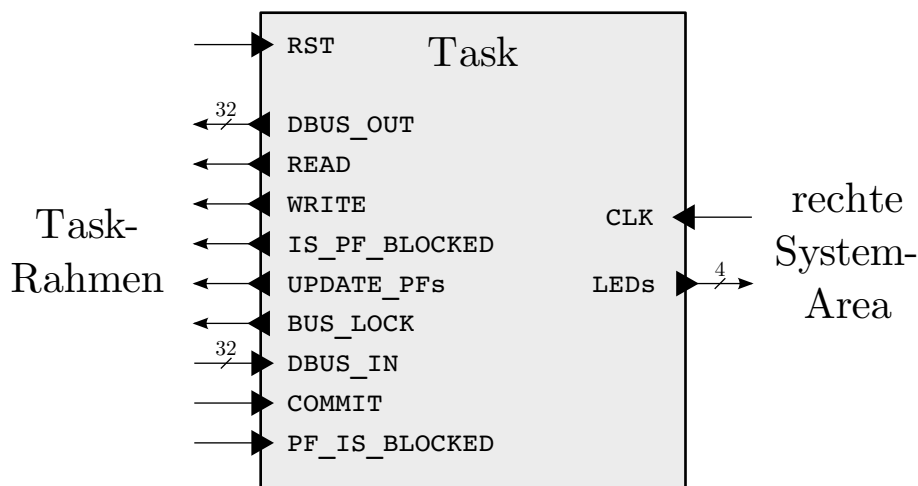 RST
Task
32
DBUS_OUT
READ
WRITE
IS_PF_BLOCKED
UPDATE_PFs
BUS_LOCK
32
DBUS_IN
COMMIT
PF_IS_BLOCKED
Task-
Rahmen
CLK
LEDs
4
rechte
System-
Area